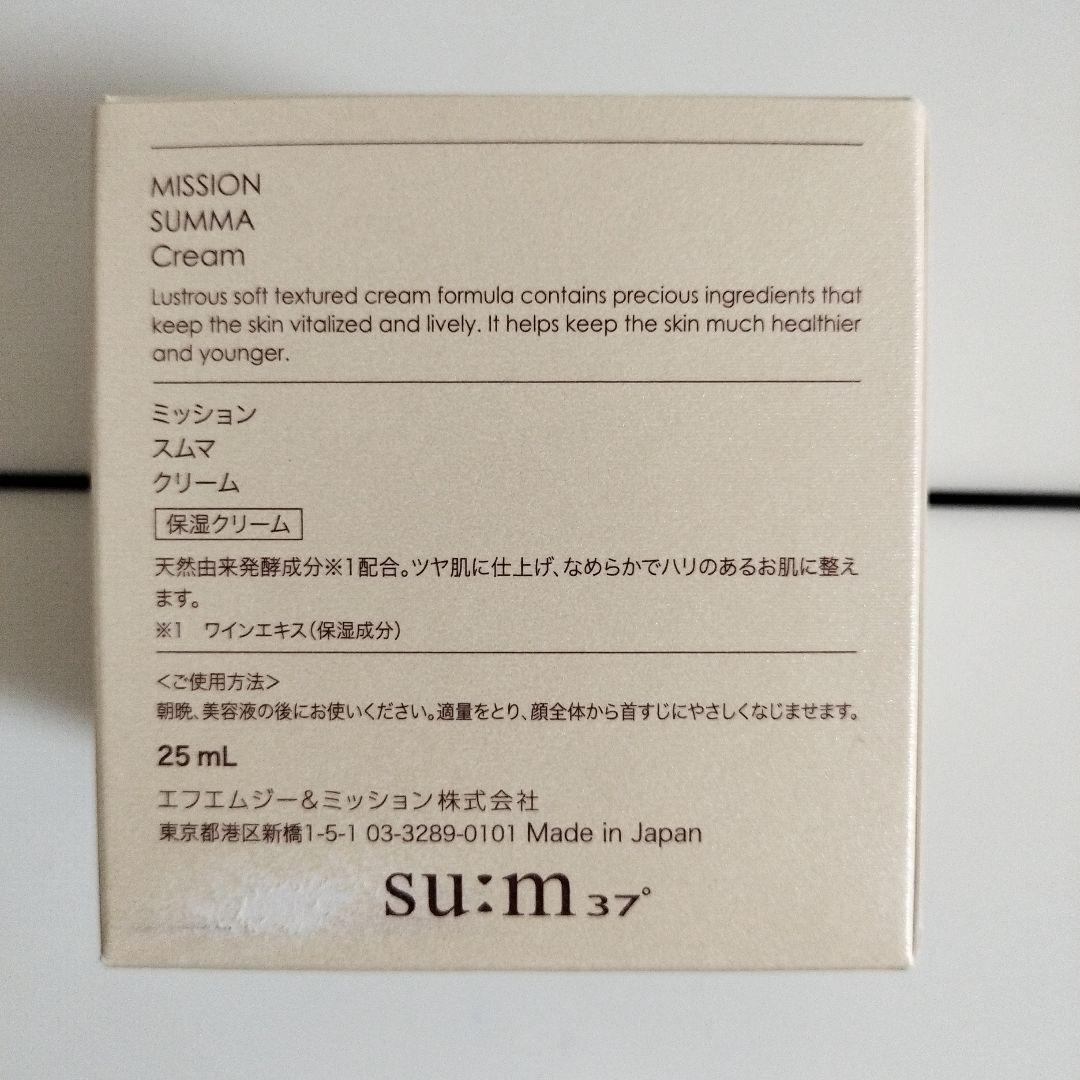 MISSION
SUMMA
Cream
Lustrous soft textured cream formula contains precious ingredients that
keep the skin vitalized and lively. It helps keep the skin much healthier
and younger.
ミッション
スムマ
クリーム
保湿クリーム
天然由来発酵成分※1配合。ツヤ肌に仕上げ、なめらかでハリのあるお肌に整え
ます。
※1　ワインエキス(保湿成分)
<ご使用方法>
朝晩、美容液の後にお使いください。適量をとり、顔全体から首すじにやさしくなじませます。
25 mL
エフエムジー&ミッション株式会社
東京都港区新橋1-5-1 03-3289-0101 Made in Japan
su:m 37°